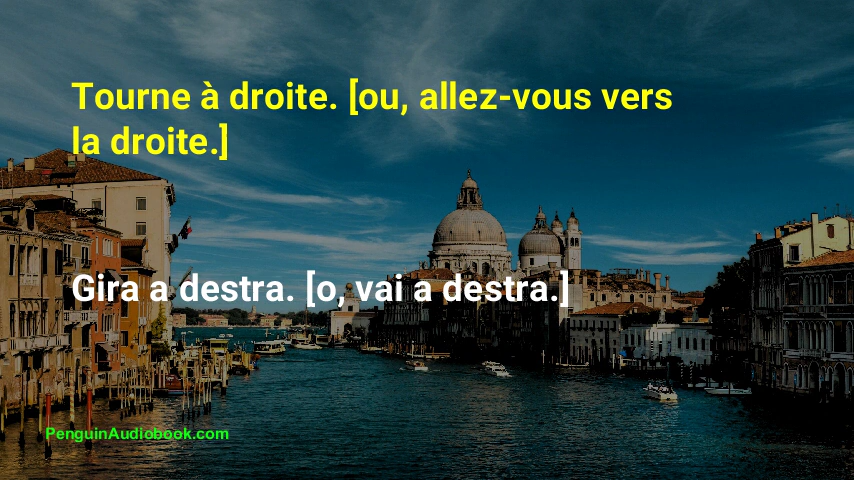 Tourne à droite. [ou, allez-vous vers
la droite.]
Gira a destra. [o, vai a destra.]
PenguinAudiobook.com